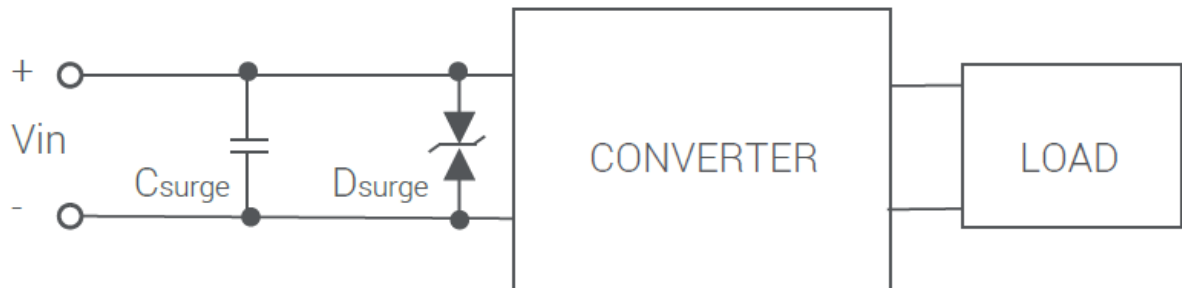 +
Vin
-
Csurge
Dsurge
CONVERTER
LOAD